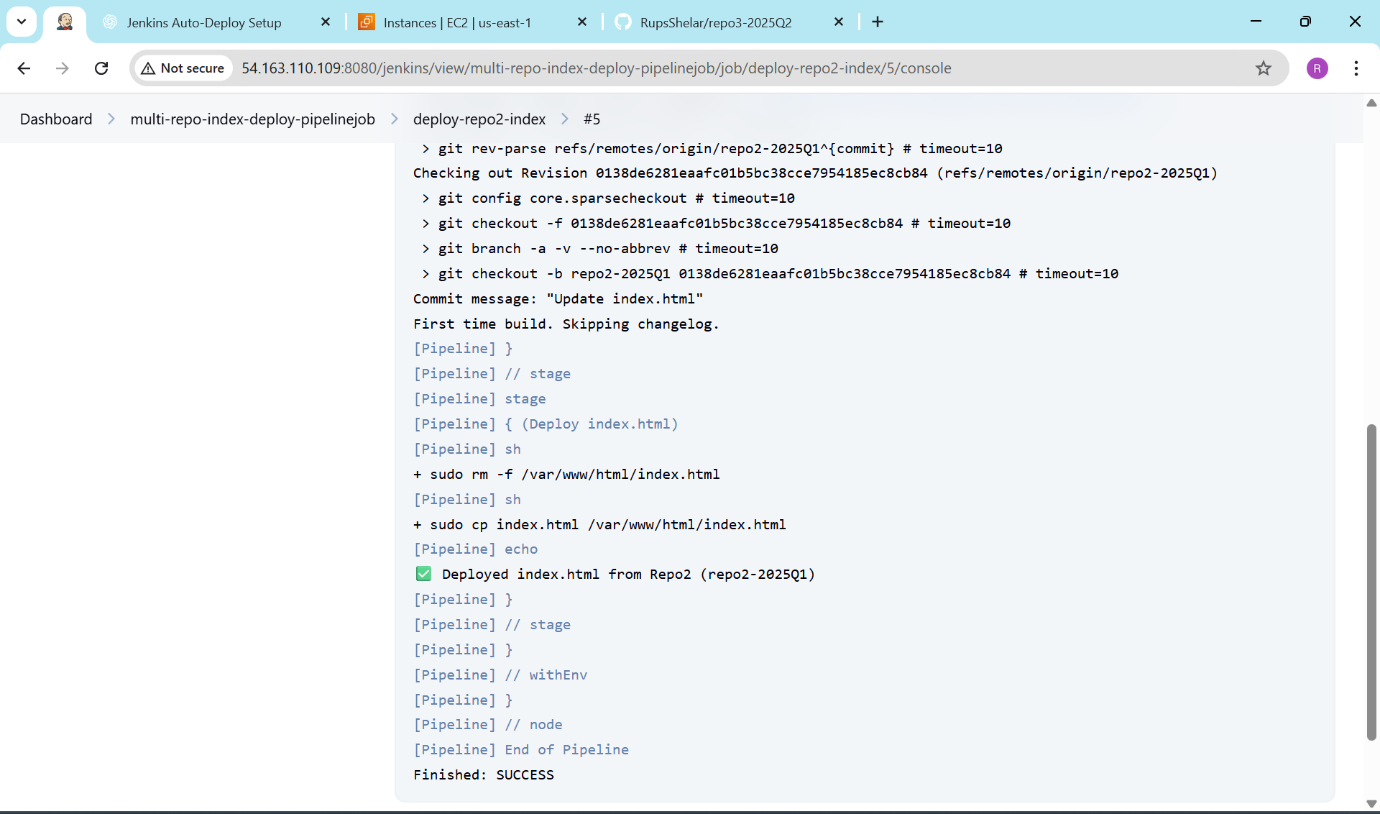 Jenkins Auto-Deploy Setup
Instances | EC2 | us-east-1
RupsShelar/repo3-2025Q2
Not secure
54.163.110.109:8080/jenkins/view/multi-repo-index-deploy-pipelinejob/job/deploy-repo2-index/5/console
R
Dashboard > multi-repo-index-deploy-pipelinejob > deploy-repo2-index > #5
> git rev-parse refs/remotes/origin/repo2-2025Q1^{commit} # timeout=10
Checking out Revision 0138de6281eaafc01b5bc38cce7954185ec8cb84 (refs/remotes/origin/repo2-2025Q1)
> git config core.sparsecheckout # timeout=10
> git checkout -f 0138de6281eaafc01b5bc38cce7954185ec8cb84 # timeout=10
> git branch -a -v --no-abbrev # timeout=10
> git checkout -b repo2-2025Q1 0138de6281eaafc01b5bc38cce7954185ec8cb84 # timeout=10
Commit message: "Update index.html"
First time build. Skipping changelog.
[Pipeline] }
[Pipeline] // stage
[Pipeline] stage
[Pipeline] { (Deploy index.html)
[Pipeline] sh
+ sudo rm -f /var/www/html/index.html
[Pipeline] sh
+ sudo cp index.html /var/www/html/index.html
[Pipeline] echo
✅ Deployed index.html from Repo2 (repo2-2025Q1)
[Pipeline] }
[Pipeline] // stage
[Pipeline] }
[Pipeline] // withEnv
[Pipeline] }
[Pipeline] // node
[Pipeline] End of Pipeline
Finished: SUCCESS